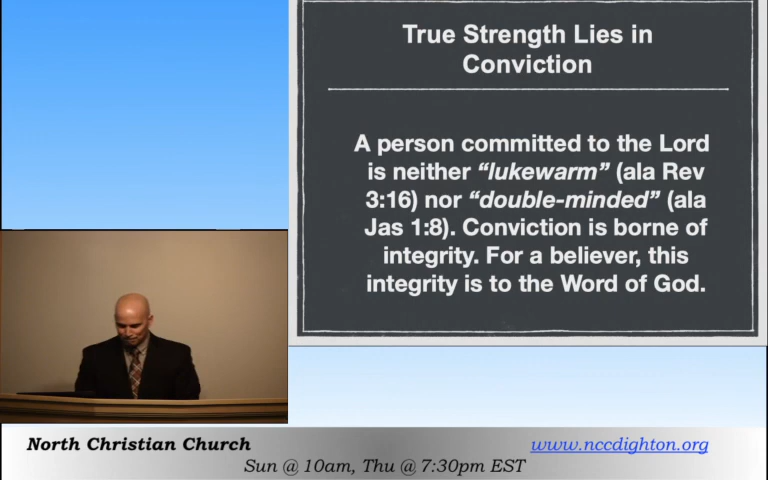 True Strength Lies in
Conviction
A person committed to the Lord
is neither “lukewarm” (ala Rev
3:16) nor “double-minded” (ala
Jas 1:8). Conviction is borne of
integrity. For a believer, this
integrity is to the Word of God.
North Christian Church
www.nccdighton.org
Sun @ 10am, Thu @ 7:30pm EST